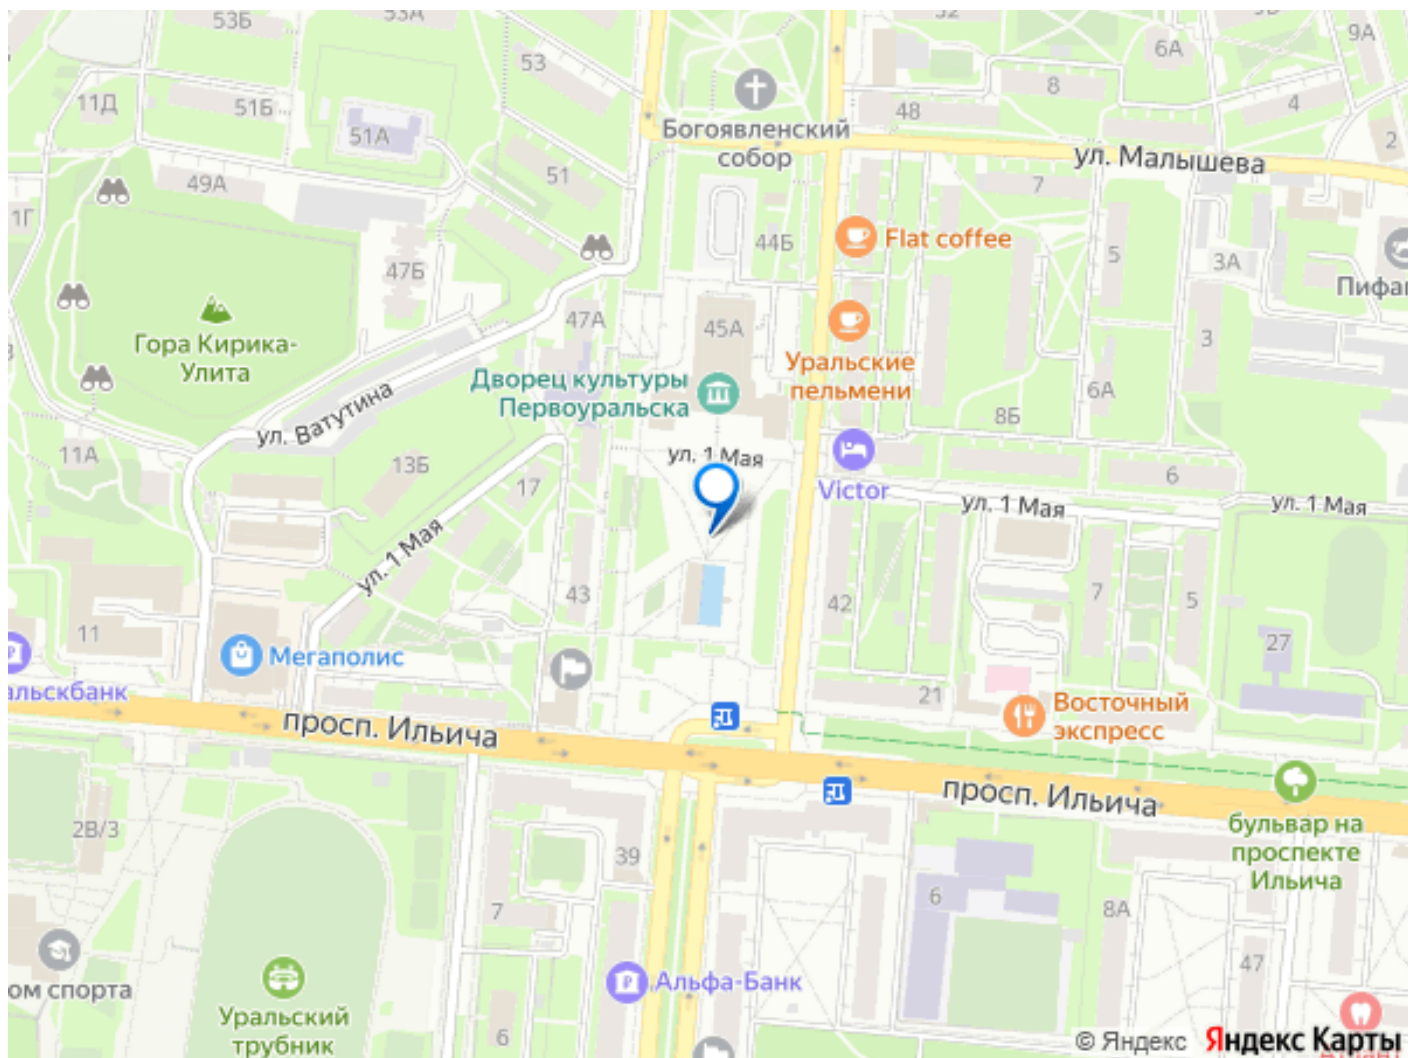 53Б
53А
52
9А
6А
53
8
11Д
51Б
48
4
Богоявленский
собор
51А
2
ул. Малышева
49А
51
7
1Г
44Б
Flat coffee
5
47Б
3А
Пифа
47А
45А
Гора Кирика-
Улита
Уральские
пельмени
3
Дворец культуры
Первоуральска
6А
ул. Ватутина
8Б
11А
13Б
ул. 1 Мая
6
17
Victor
ул. 1 Мая
ул. 1 Мая
ул. 1 Мая
43
42
7
5
11
27
Мегаполис
альскбанк
21
Восточный
экспресс
просп. Ильича
просп. Ильича
2В/3
бульвар на
проспекте
Ильича
39
7
6
8А
ом спорта
Альфа-Банк
47
Уральский
трубник
6
© Яндекс Яндекс Карты